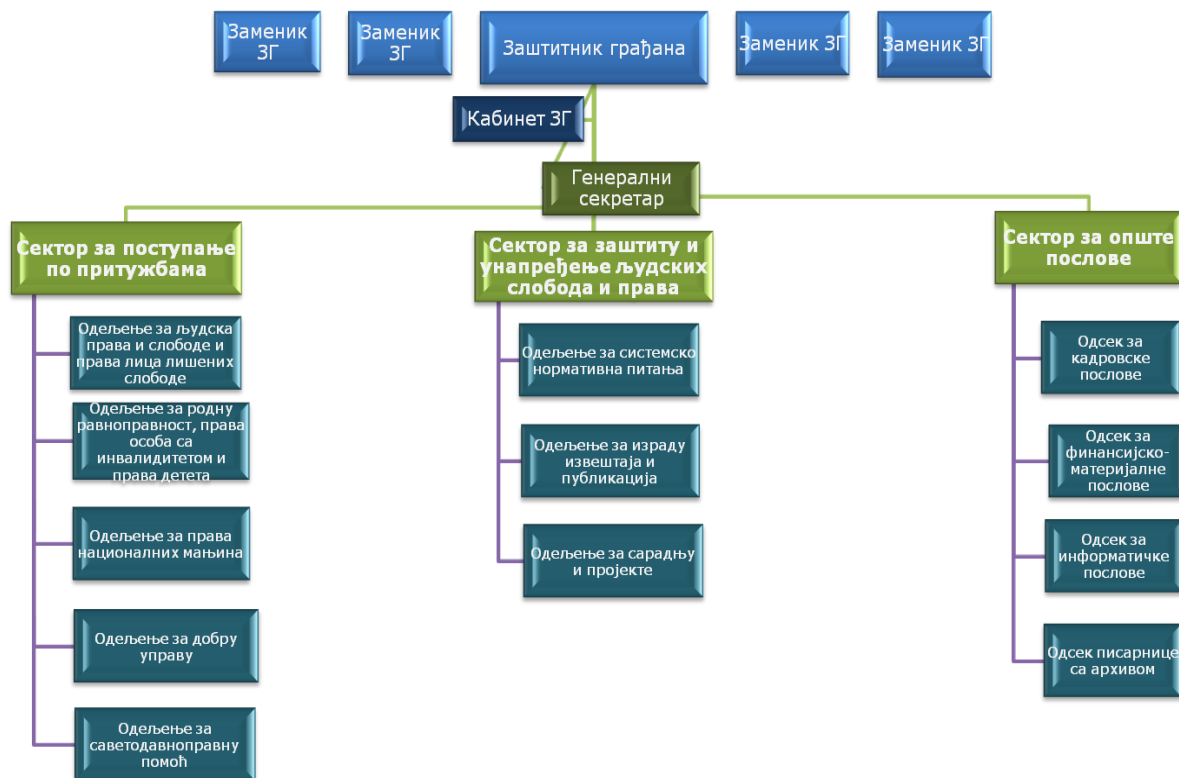 Заменик
ЗГ
Заменик
ЗГ
Заштитник грађана
Заменик ЗГ
Заменик ЗГ
Кабинет ЗГ
Генерални
секретар
Сектор за поступање
по притужбама
Одељење за људска
права и слободе и
права лица лишених
слободе
Одељење за родну
равноправност, права
особа са
инвалидитетом и
права детета
Одељење за права
националних мањина
Одељење за добру
управу
Одељење за
саветодавноправну
помоћ
Сектор за заштиту и
унапређење људских
слобода и права
Одељење за системско
нормативна питања
Одељење за израду
извештаја и
публикација
Одељење за сарадњу
и пројекте
Сектор за опште
послове
Одсек за
кадровске
послове
Одсек за
финансијско-
материјалне
послове
Одсек за
информатичке
послове
Одсек писарнице
са архивом